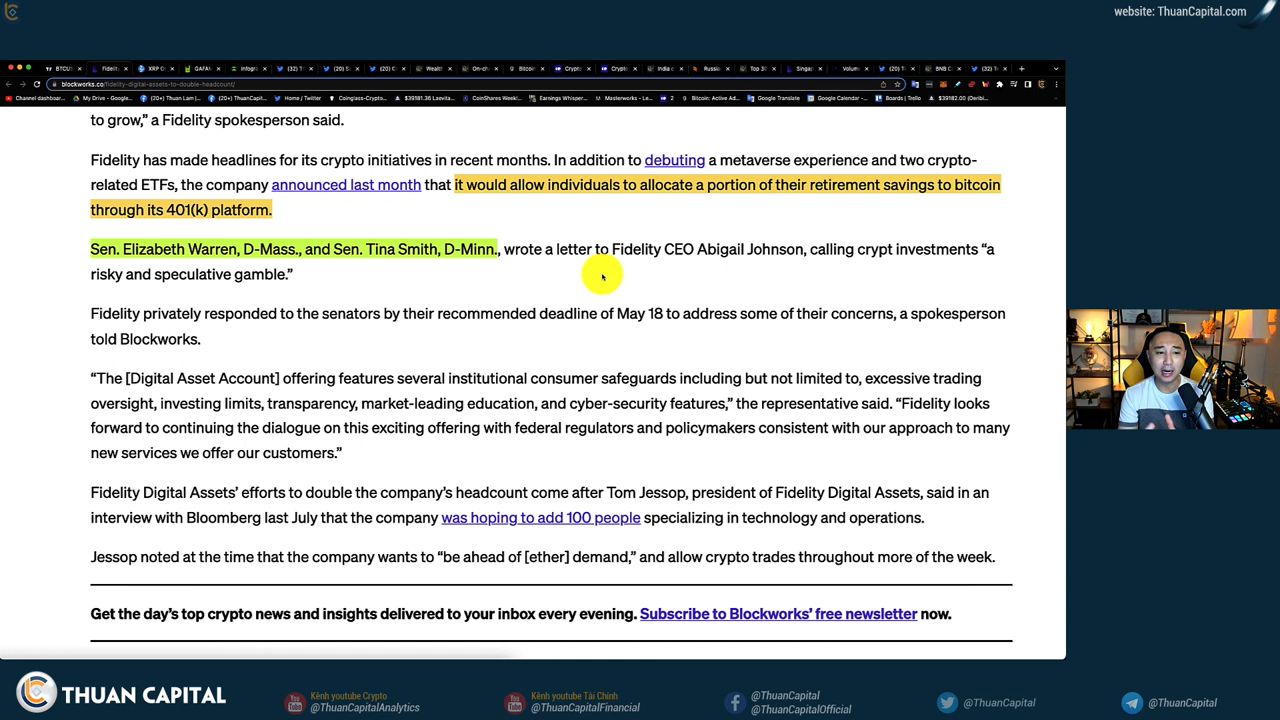 website: ThuanCapital.com
blockworks.co/fidelity-digital-assets-to-double-headcount/
to grow,” a Fidelity spokesperson said.
Fidelity has made headlines for its crypto initiatives in recent months. In addition to debuting a metaverse experience and two crypto-
related ETFs, the company announced last month that it would allow individuals to allocate a portion of their retirement savings to bitcoin
through its 401(k) platform.
Sen. Elizabeth Warren, D-Mass., and Sen. Tina Smith, D-Minn., wrote a letter to Fidelity CEO Abigail Johnson, calling crypt investments “a
risky and speculative gamble.”
Fidelity privately responded to the senators by their recommended deadline of May 18 to address some of their concerns, a spokesperson
told Blockworks.
“The [Digital Asset Account] offering features several institutional consumer safeguards including but not limited to, excessive trading
oversight, investing limits, transparency, market-leading education, and cyber-security features,” the representative said. “Fidelity looks
forward to continuing the dialogue on this exciting offering with federal regulators and policymakers consistent with our approach to many
new services we offer our customers.”
Fidelity Digital Assets’ efforts to double the company’s headcount come after Tom Jessop, president of Fidelity Digital Assets, said in an
interview with Bloomberg last July that the company was hoping to add 100 people specializing in technology and operations.
Jessop noted at the time that the company wants to “be ahead of [ether] demand,” and allow crypto trades throughout more of the week.
Get the day’s top crypto news and insights delivered to your inbox every evening. Subscribe to Blockworks’ free newsletter now.
THUAN CAPITAL
Kênh youtube Crypto
@ThuanCapitalAnalytics
Kênh youtube Tài Chính
@ThuanCapitalFinancial
@ThuanCapital
@ThuanCapitalOfficial
@ThuanCapital
@ThuanCapital